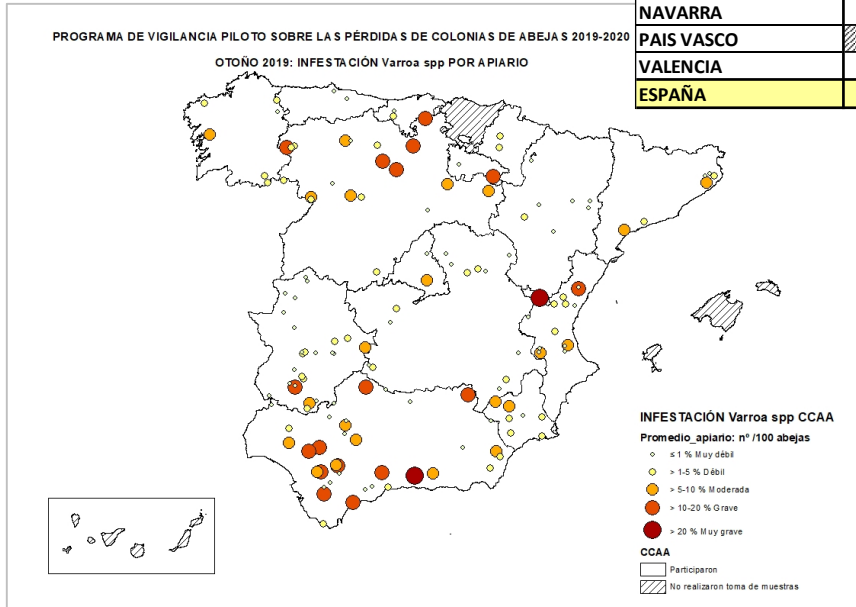 NAVARRA
PAIS VASCO
VALENCIA
ESPAÑA
PROGRAMA DE VIGILANCIA PILOTO SOBRE LAS PÉRDIDAS DE COLONIAS DE ABEJAS 2019-2020
OTOÑO 2019: INFESTACIÓN Varroa spp POR APIARIO
INFESTACIÓN Varroa spp CCAA
Promedio_apiario: nº /100 abejas
≤ 1 % Muy débil
> 1-5 % Débil
> 5-10 % Moderada
> 10-20 % Grave
> 20 % Muy grave
CCAA
Participaron
No realizaron toma de muestras